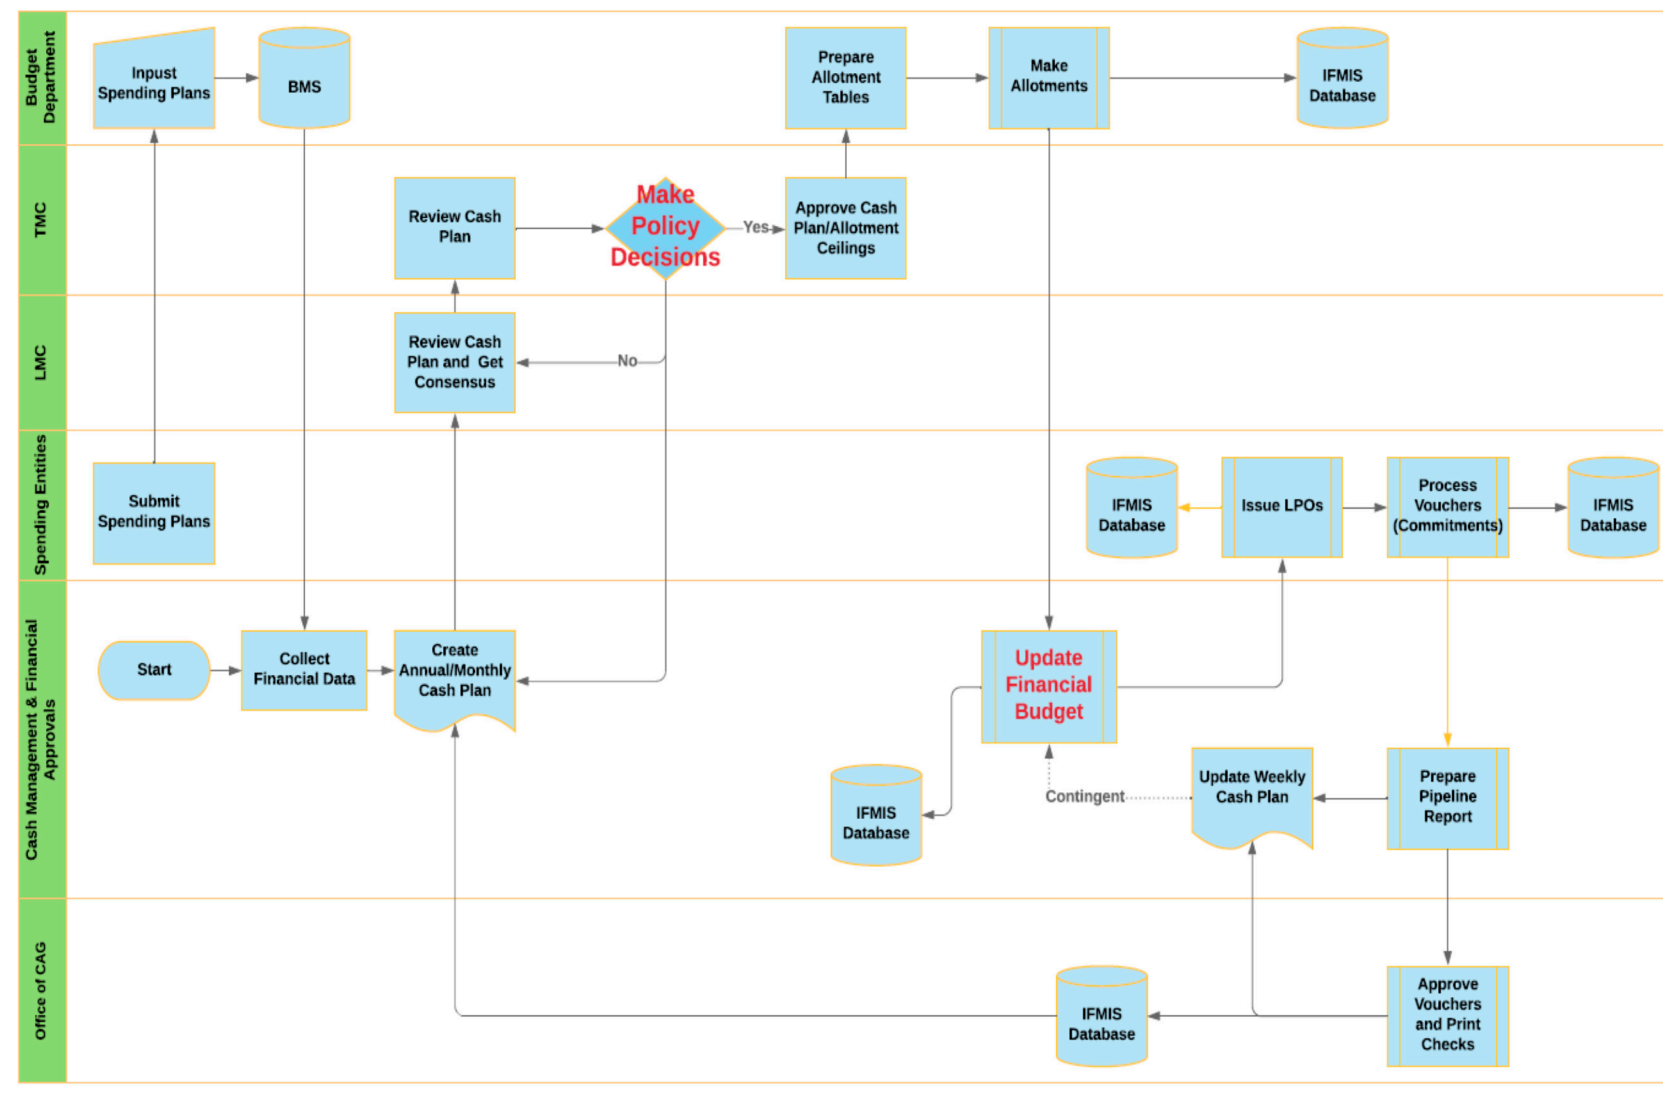 Budget
Department
Inpust
Spending Plans
BMS
Prepare
Allotment
Tables
Make
Allotments
IFMIS
Database
TMC
Review Cash
Plan
Make
Policy
Decisions
Yes
Approve Cash
Plan/Allotment
Ceilings
LMC
Review Cash
Plan and Get
Consensus
No
Spending Entities
Submit
Spending Plans
IFMIS
Database
Issue LPOs
Process
Vouchers
(Commitments)
IFMIS
Database
Cash Management & Financial
Approvals
Start
Collect
Financial Data
Create
Annual/Monthly
Cash Plan
Update
Financial
Budget
IFMIS
Database
Contingent
Update Weekly
Cash Plan
Prepare
Pipeline
Report
Office of CAG
IFMIS
Database
Approve
Vouchers
and Print
Checks